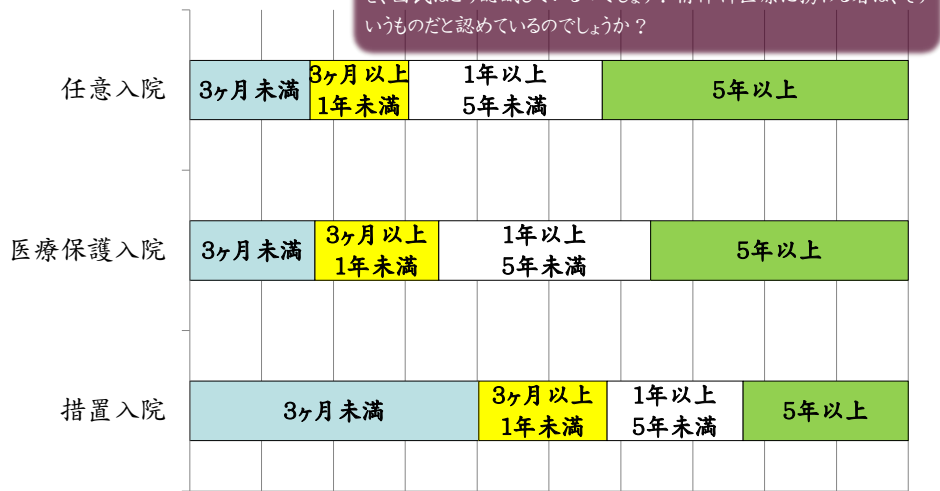 いうものだと認めているのでしょうか？
任意入院
3ヶ月未満
3ヶ月以上
1年未満
1年以上
5年未満
5年以上
医療保護入院
3ヶ月未満
3ヶ月以上
1年未満
1年以上
5年未満
5年以上
措置入院
3ヶ月未満
3ヶ月以上
1年未満
1年以上
5年未満
5年以上